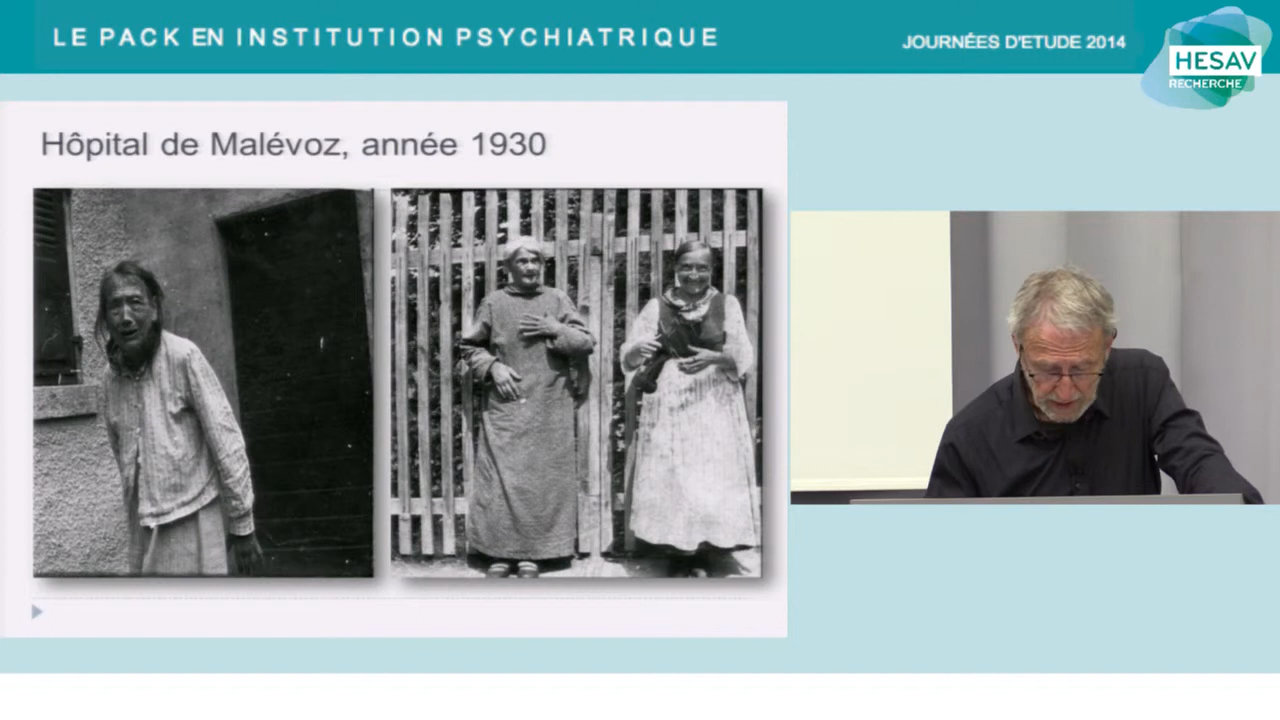 LE PACK EN INSTITUTION PSYCHIATRIQUE
JOURNÉES D'ETUDE 2014
HESAV
RECHERCHE
Hôpital de Malévoz, année 1930